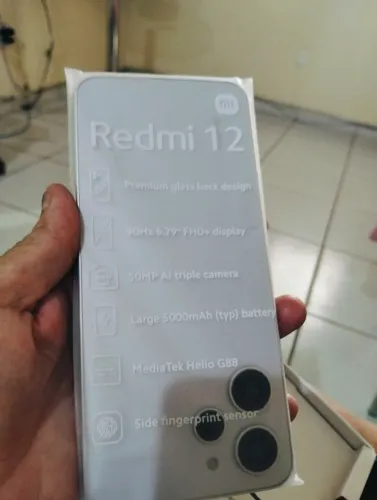 mi
Redmi 12
Premium glass back design
90Hz 6.79" FHD+ display
50MP AI triple camera
Large 5000mAh (typ) battery
MediaTek Helio G88
Side fingerprint sensor